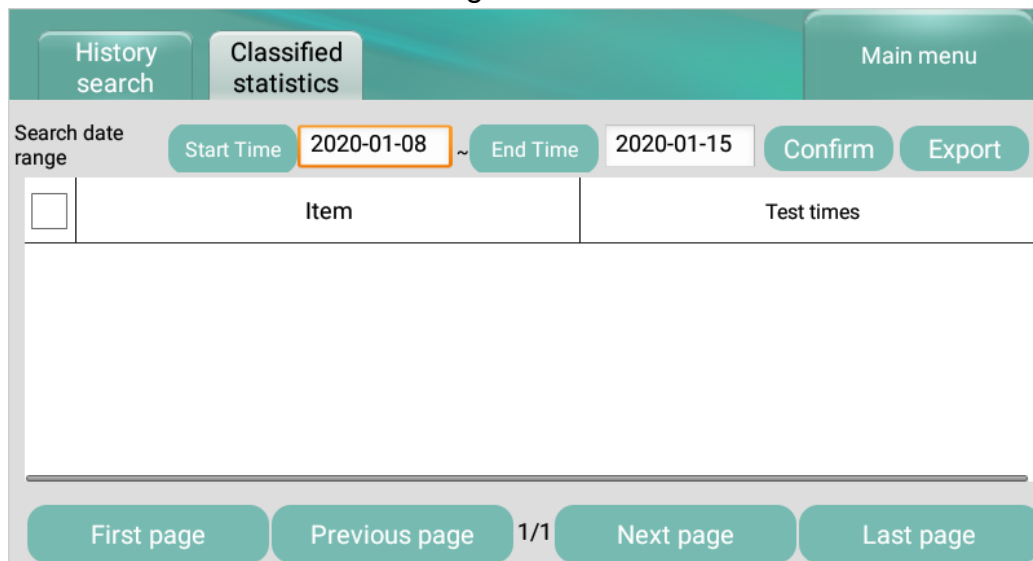 History search
Classified statistics
Main menu
Search date range
Start Time 2020-01-08 ~ End Time 2020-01-15 Confirm Export
Item Test times
First page Previous page 1/1 Next page Last page